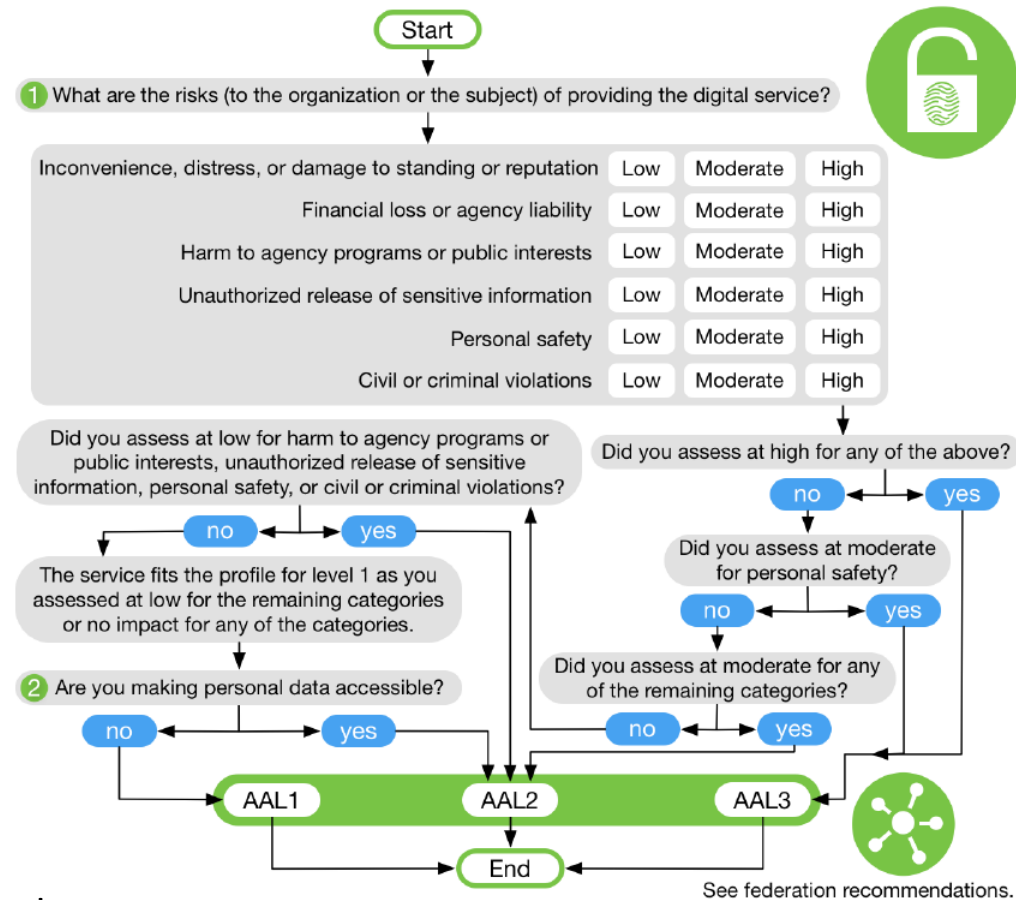 Start
1 What are the risks (to the organization or the subject) of providing the digital service?
Inconvenience, distress, or damage to standing or reputation Low Moderate High
Financial loss or agency liability Low Moderate High
Harm to agency programs or public interests Low Moderate High
Unauthorized release of sensitive information Low Moderate High
Personal safety Low Moderate High
Civil or criminal violations Low Moderate High
Did you assess at high for any of the above?
no yes
Did you assess at moderate
for personal safety?
no yes
Did you assess at moderate for any
of the remaining categories?
no yes
Did you assess at low for harm to agency programs or
public interests, unauthorized release of sensitive
information, personal safety, or civil or criminal violations?
no yes
The service fits the profile for level 1 as you
assessed at low for the remaining categories
or no impact for any of the categories.
2 Are you making personal data accessible?
no yes
AAL1 AAL2 AAL3
End
See federation recommendations.